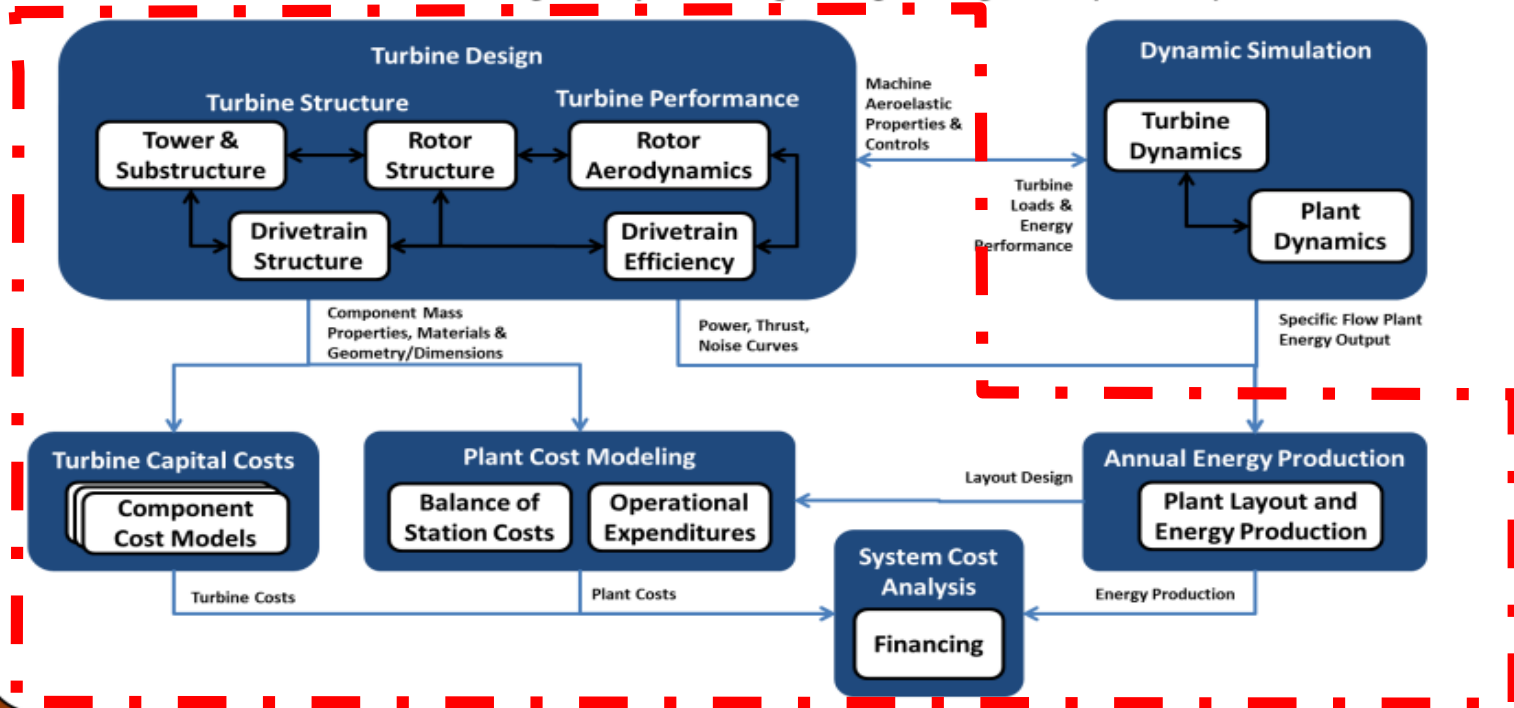 Turbine Design
Turbine Structure
Turbine Performance
Tower &
Substructure
Rotor
Structure
Rotor
Aerodynamics
Drivetrain
Structure
Drivetrain
Efficiency
Machine
Aeroelastic
Properties &
Controls
Turbine
Loads &
Energy
Performance
Dynamic Simulation
Turbine
Dynamics
Plant
Dynamics
Component Mass
Properties, Materials &
Geometry/Dimensions
Power, Thrust,
Noise Curves
Specific Flow Plant
Energy Output
Turbine Capital Costs
Component
Cost Models
Plant Cost Modeling
Balance of
Station Costs
Operational
Expenditures
Layout Design
Annual Energy Production
Plant Layout and
Energy Production
System Cost
Analysis
Financing
Turbine Costs
Plant Costs
Energy Production